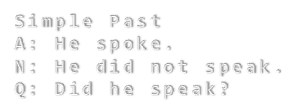 Simple Past
A: He spoke.
N: He did not speak.
Q: Did he speak?